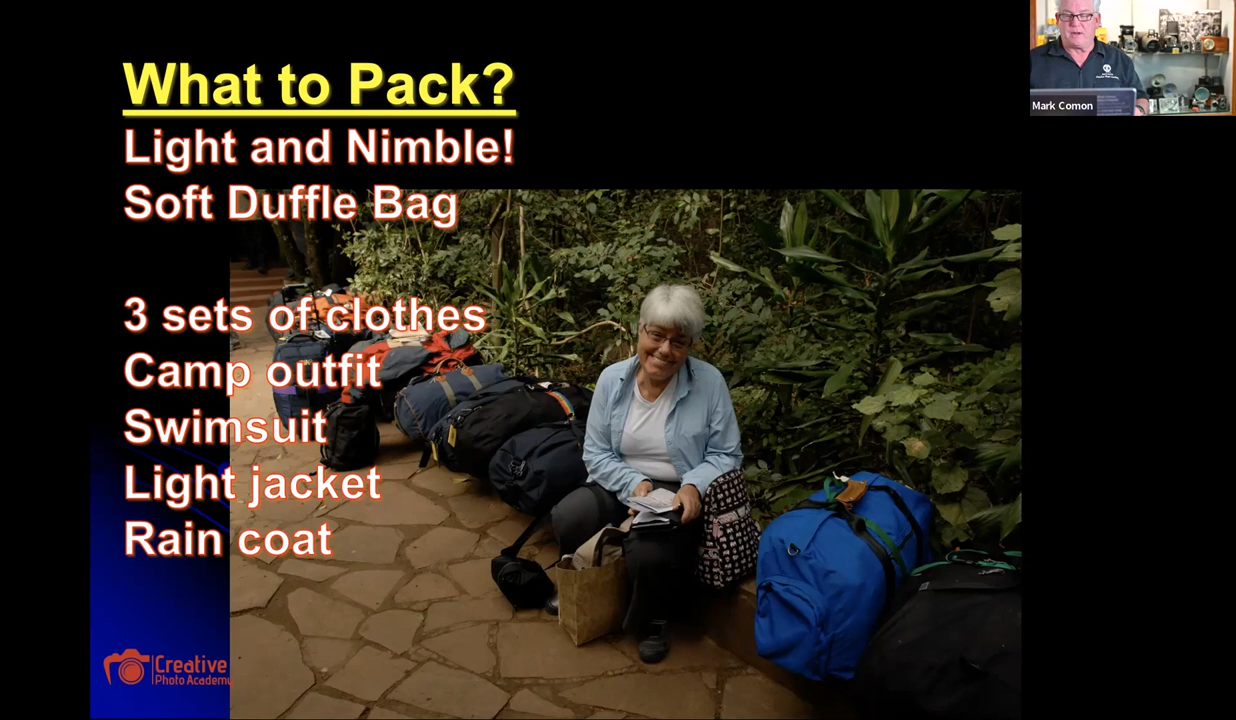 What to Pack?
Light and Nimble!
Soft Duffle Bag
3 sets of clothes
Camp outfit
Swimsuit
Light jacket
Rain coat
Creative
Photo Academy
Mark Comon